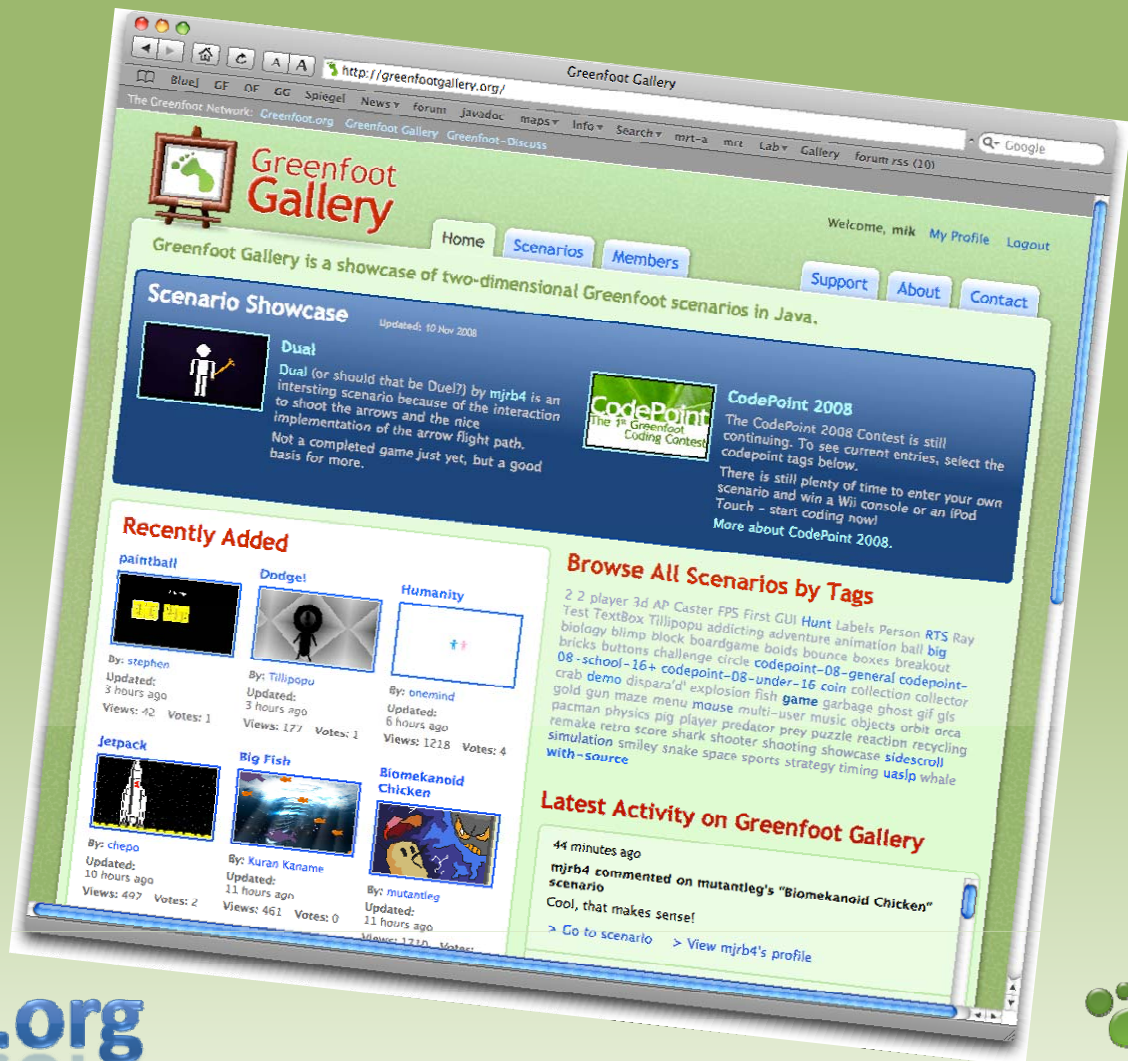 Greenfoot Gallery
http://greenfootgallery.org/
Google
BlueJ GF OF GG Spiegel News forum javadoc maps Info Search mrt-a mrc Lab Gallery forum rss (20)
The Greenfoot Network: Greenfoot.org Greenfoot Gallery Greenfoot-Discuss
Greenfoot
Gallery
Welcome, mik My Profile Logout
Home Scenarios Members Support About Contact
Greenfoot Gallery is a showcase of two-dimensional Greenfoot scenarios in Java.
Scenario Showcase
Updated: 10 Nov 2008
Dual
Dual (or should that be Duel?) by mjrb4 is an
intersting scenario because of the interaction
to shoot the arrows and the nice
implementation of the arrow flight path.
Not a completed game just yet, but a good
basis for more.
CodePoint
The 1st Greenfoot
Coding Contest
CodePoint 2008
The CodePoint 2008 Contest is still
continuing. To see current entries, select the
codepoint tags below.
There is still plenty of time to enter your own
scenario and win a Wii console or an iPod
Touch - start coding now!
More about CodePoint 2008.
Recently Added
paintball
By: stephen
Updated:
3 hours ago
Views: 42 Votes: 1
Dodge!
By: Tillipopu
Updated:
3 hours ago
Views: 177 Votes: 1
Humanity
By: onemind
Updated:
6 hours ago
Views: 1218 Votes: 4
Jetpack
By: chepo
Updated:
10 hours ago
Views: 497 Votes: 2
Big Fish
By: Kuran Kaname
Updated:
11 hours ago
Views: 461 Votes: 0
Biomekanoid
Chicken
By: mutantleg
Updated:
11 hours ago
Views: 1210 Votes:
Browse All Scenarios by Tags
2 2 player 3d AP Caster FPS First GUI Hunt Labels Person RTS Ray
Test TextBox Tillipopu addicting adventure animation ball big
biology blimp block boardgame boids bounce boxes breakout
bricks buttons challenge circle codepoint-08-general codepoint-
08-school-16+ codepoint-08-under-16 coin collection collector
crab demo dispara'd' explosion fish game garbage ghost gif gls
gold gun maze menu mouse multi-user music objects orbit orca
pacman physics pig player predator prey puzzle reaction recycling
remake retro score shark shooter shooting showcase sidescroll
simulation smiley snake space sports strategy timing uaslp whale
with-source
Latest Activity on Greenfoot Gallery
44 minutes ago
mjrb4 commented on mutantleg's "Biomekanoid Chicken"
scenario
Cool, that makes sense!
> Go to scenario > View mjrb4's profile
.org